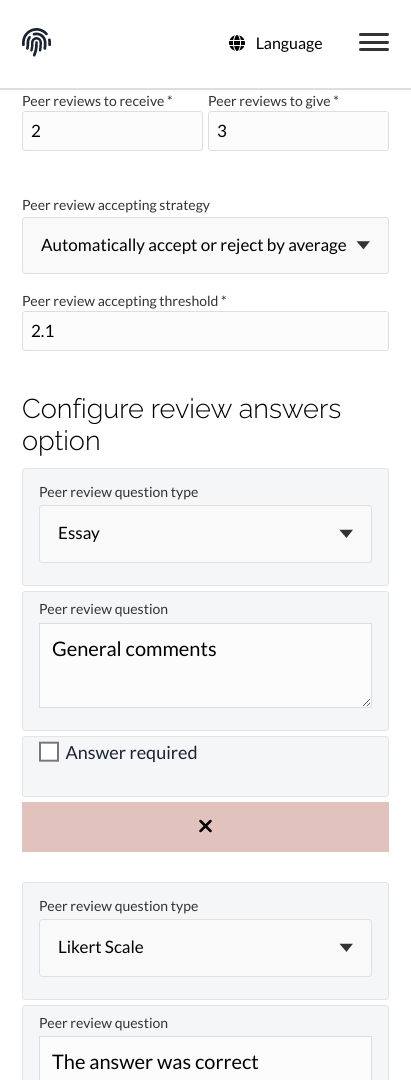 Language
Peer reviews to receive * Peer reviews to give *
2 3
Peer review accepting strategy
Automatically accept or reject by average
Peer review accepting threshold *
2.1
Configure review answers
option
Peer review question type
Essay
Peer review question
General comments
Answer required
Peer review question type
Likert Scale
Peer review question
The answer was correct